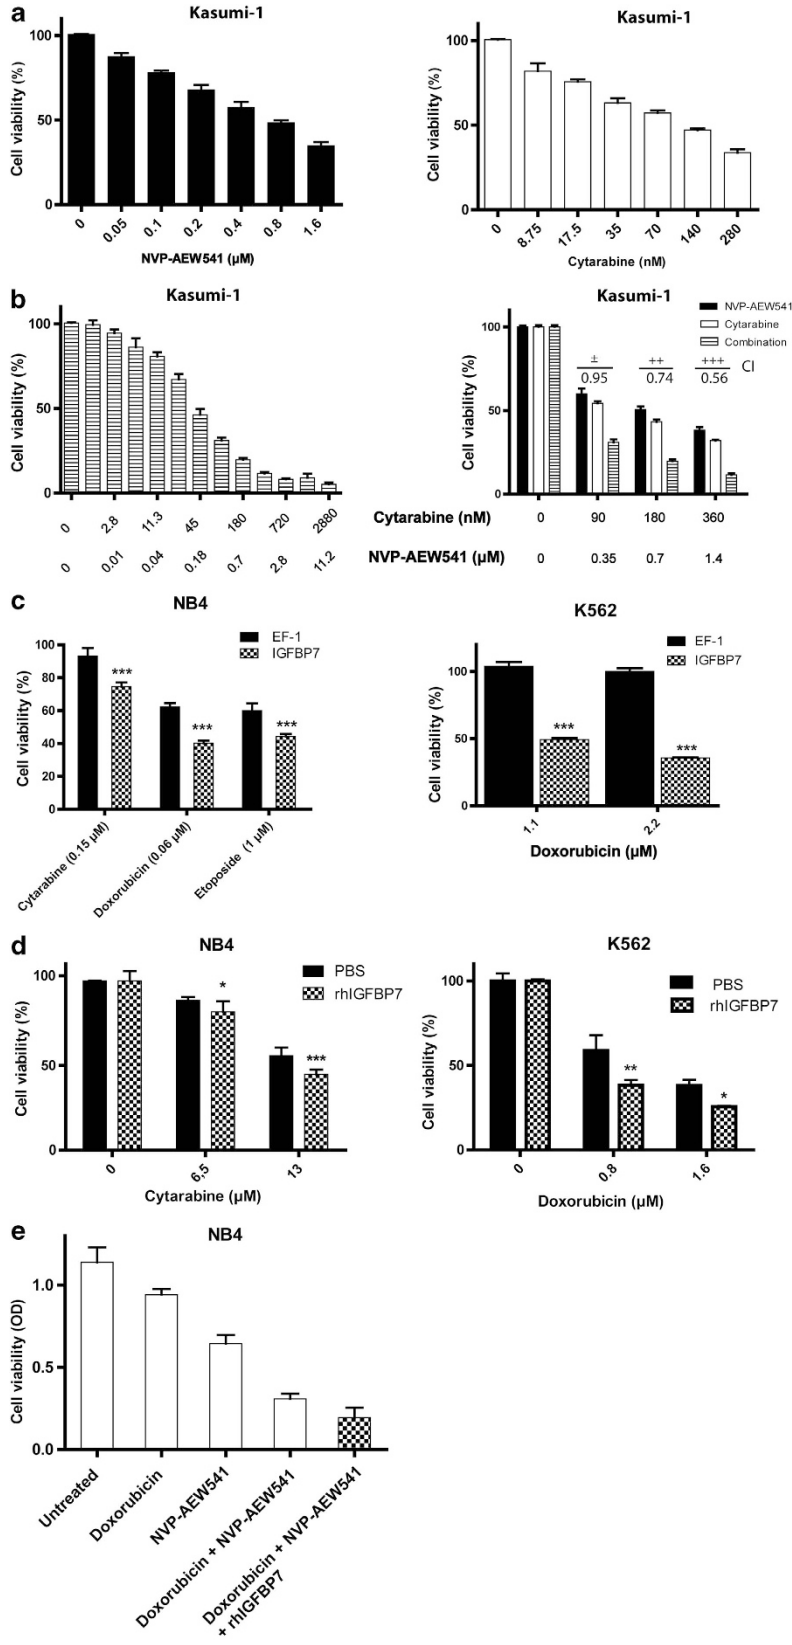 a
Kasumi-1
Cell viability (%)
100
50
0
0 0.05 0.1 0.2 0.4 0.8 1.6
NVP-AEW541 (µM)
Kasumi-1
Cell viability (%)
100
50
0
0 8.75 17.5 35 70 140 280
Cytarabine (nM)
b
Kasumi-1
Cell viability (%)
100
50
0
0 2.8 11.3 45 180 720 2880
0 0.01 0.04 0.18 0.7 2.8 11.2
Kasumi-1
NVP-AEW541
Cytarabine
Combination
Cell viability (%)
100
50
0
± ++ +++
0.95 0.74 0.56 CI
Cytarabine (nM) 0 90 180 360
NVP-AEW541 (µM) 0 0.35 0.7 1.4
c
NB4
EF-1
IGFBP7
Cell viability (%)
100
80
60
40
20
0
*** *** ***
Cytarabine (0.15 µM)
Doxorubicin (0.06 µM)
Etoposide (1 µM)
K562
EF-1
IGFBP7
Cell viability (%)
100
50
0
*** ***
1.1 2.2
Doxorubicin (µM)
d
NB4
PBS
rhIGFBP7
Cell viability (%)
100
50
0
* ***
0 6,5 13
Cytarabine (µM)
K562
PBS
rhIGFBP7
Cell viability (%)
100
50
0
** *
0 0.8 1.6
Doxorubicin (µM)
e
NB4
Cell viability (OD)
1.0
0.5
0.0
Untreated
Doxorubicin
NVP-AEW541
Doxorubicin + NVP-AEW541
Doxorubicin + NVP-AEW541
+ rhIGFBP7